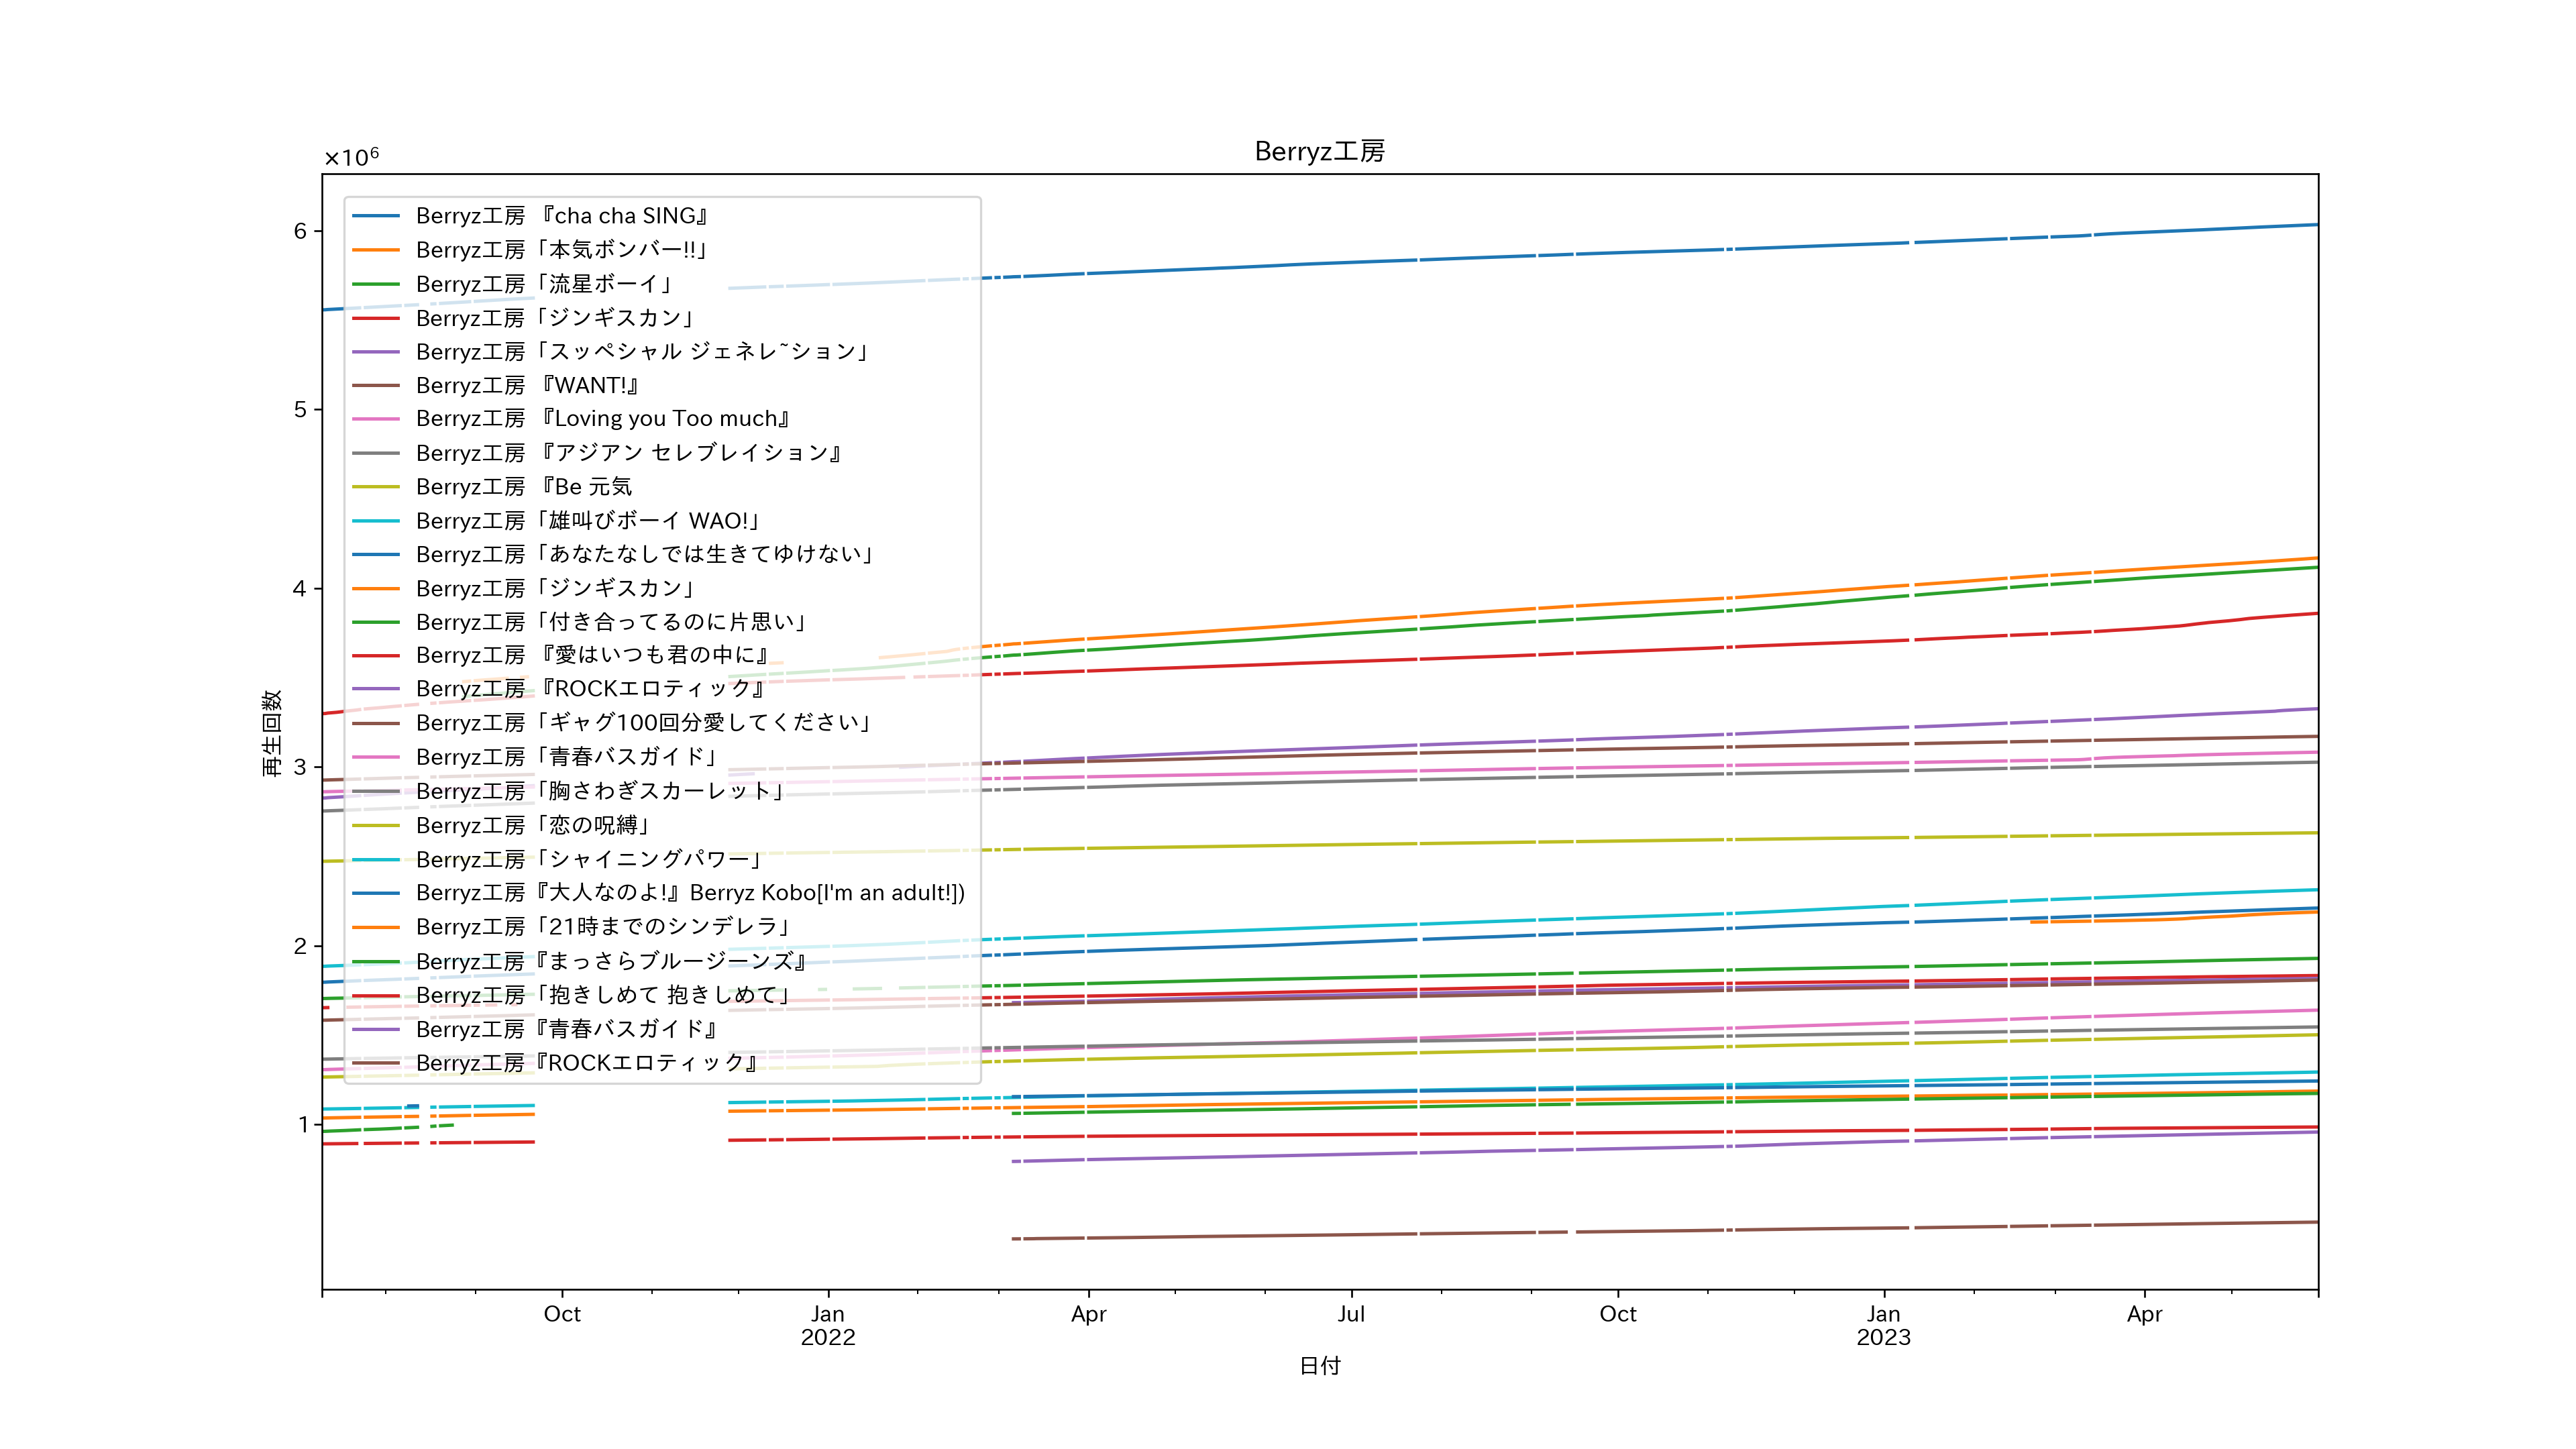 Berryz工房
×10⁶
Berryz工房 『cha cha SING』
Berryz工房「本気ボンバー!!」
Berryz工房「流星ボーイ」
Berryz工房「ジンギスカン」
Berryz工房「スッペシャル ジェネレ~ション」
Berryz工房 『WANT!』
Berryz工房 『Loving you Too much』
Berryz工房 『アジアン セレブレイション』
Berryz工房 『Be 元気
Berryz工房「雄叫びボーイ WAO!」
Berryz工房「あなたなしでは生きてゆけない」
Berryz工房「ジンギスカン」
Berryz工房「付き合ってるのに片思い」
Berryz工房 『愛はいつも君の中に』
Berryz工房 『ROCKエロティック』
Berryz工房「ギャグ100回分愛してください」
Berryz工房「青春バスガイド」
Berryz工房「胸さわぎスカーレット」
Berryz工房「恋の呪縛」
Berryz工房「シャイニングパワー」
Berryz工房『大人なのよ!』Berryz Kobo[I'm an adult!])
Berryz工房「21時までのシンデレラ」
Berryz工房『まっさらブルージーンズ』
Berryz工房「抱きしめて 抱きしめて」
Berryz工房『青春バスガイド』
Berryz工房『ROCKエロティック』
6
5
4
3
2
1
再生回数
Oct
Jan
2022
Apr
Jul
Oct
Jan
2023
Apr
日付